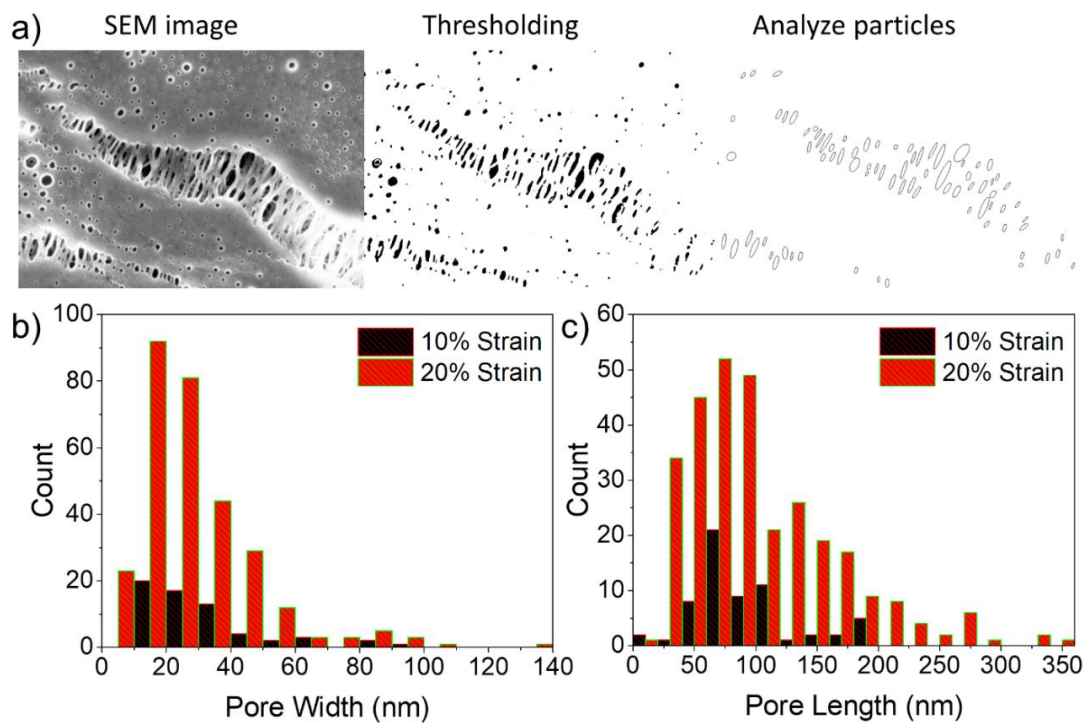 a)
SEM image
Thresholding
Analyze particles
b)
100
80
60
40
20
0
Count
10% Strain
20% Strain
0 20 40 60 80 100 120 140
Pore Width (nm)
c)
60
50
40
30
20
10
0
Count
10% Strain
20% Strain
0 50 100 150 200 250 300 350
Pore Length (nm)